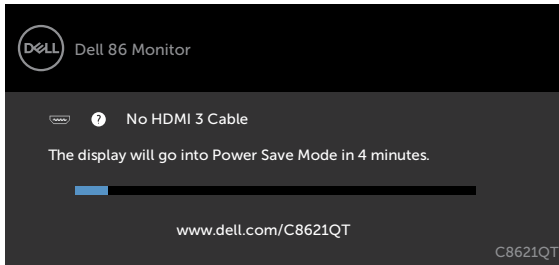 DELL Dell 86 Monitor
? No HDMI 3 Cable
The display will go into Power Save Mode in 4 minutes.
www.dell.com/C8621QT
C8621QT